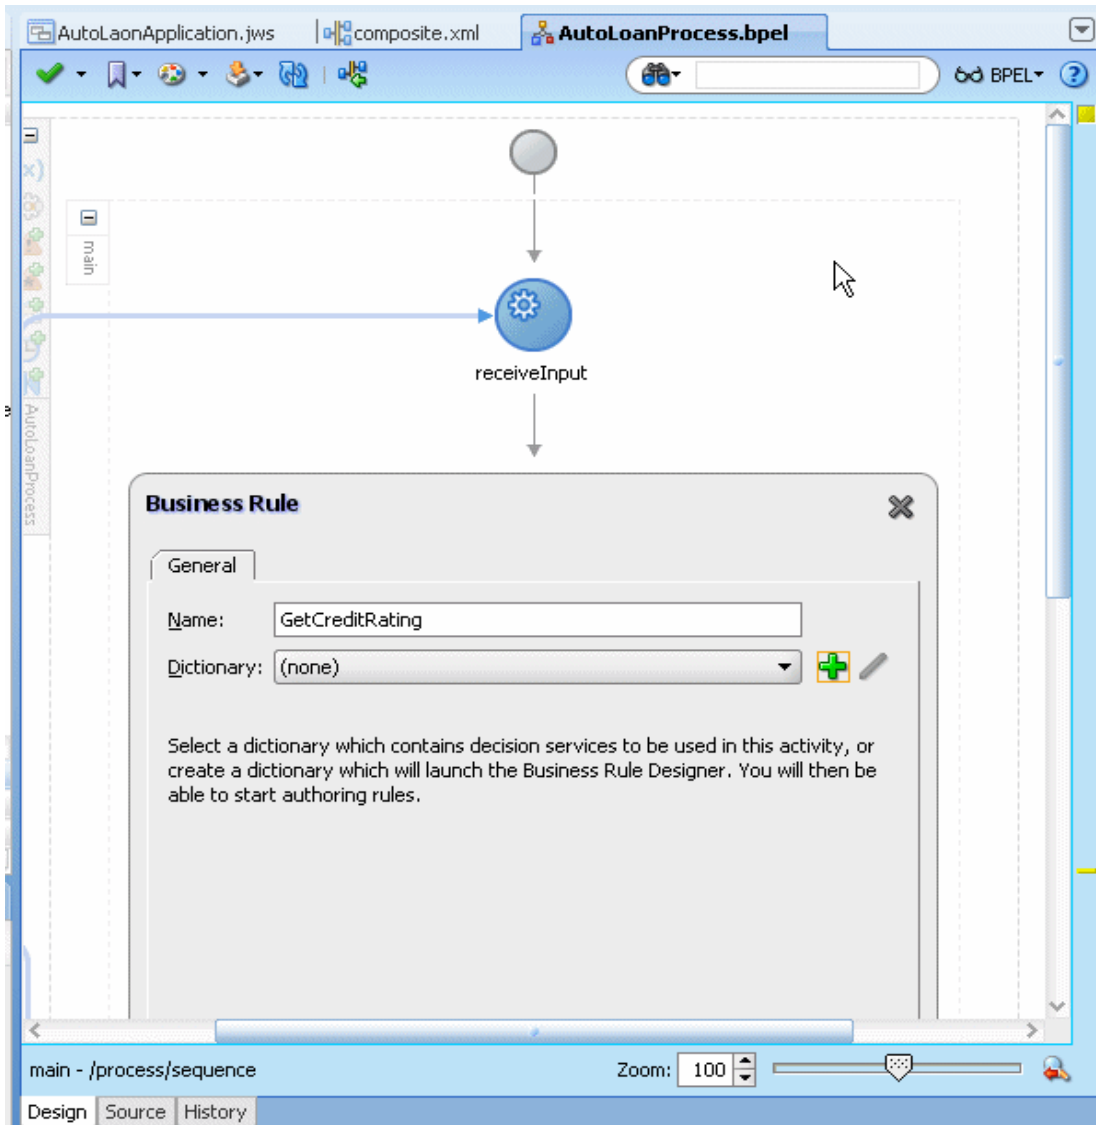 AutoLaonApplication.jws composite.xml AutoLoanProcess.bpel
BPEL
main
receiveInput
AutoLoanProcess
Business Rule
General
Name: GetCreditRating
Dictionary: (none)
Select a dictionary which contains decision services to be used in this activity, or
create a dictionary which will launch the Business Rule Designer. You will then be
able to start authoring rules.
main - /process/sequence Zoom: 100
Design Source History